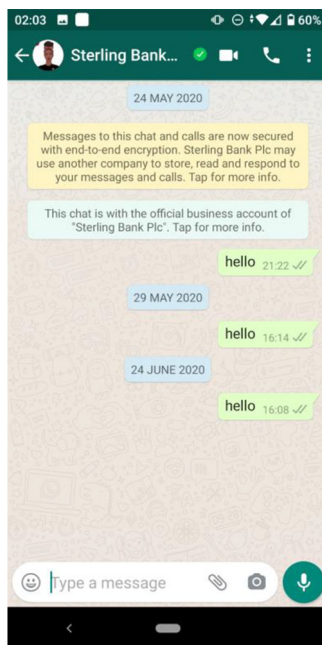 02:03 60%
Sterling Bank...
24 MAY 2020
Messages to this chat and calls are now secured
with end-to-end encryption. Sterling Bank Plc may
use another company to store, read and respond to
your messages and calls. Tap for more info.
This chat is with the official business account of
"Sterling Bank Plc". Tap for more info.
hello 21:22
29 MAY 2020
hello 16:14
24 JUNE 2020
hello 16:08
Type a message